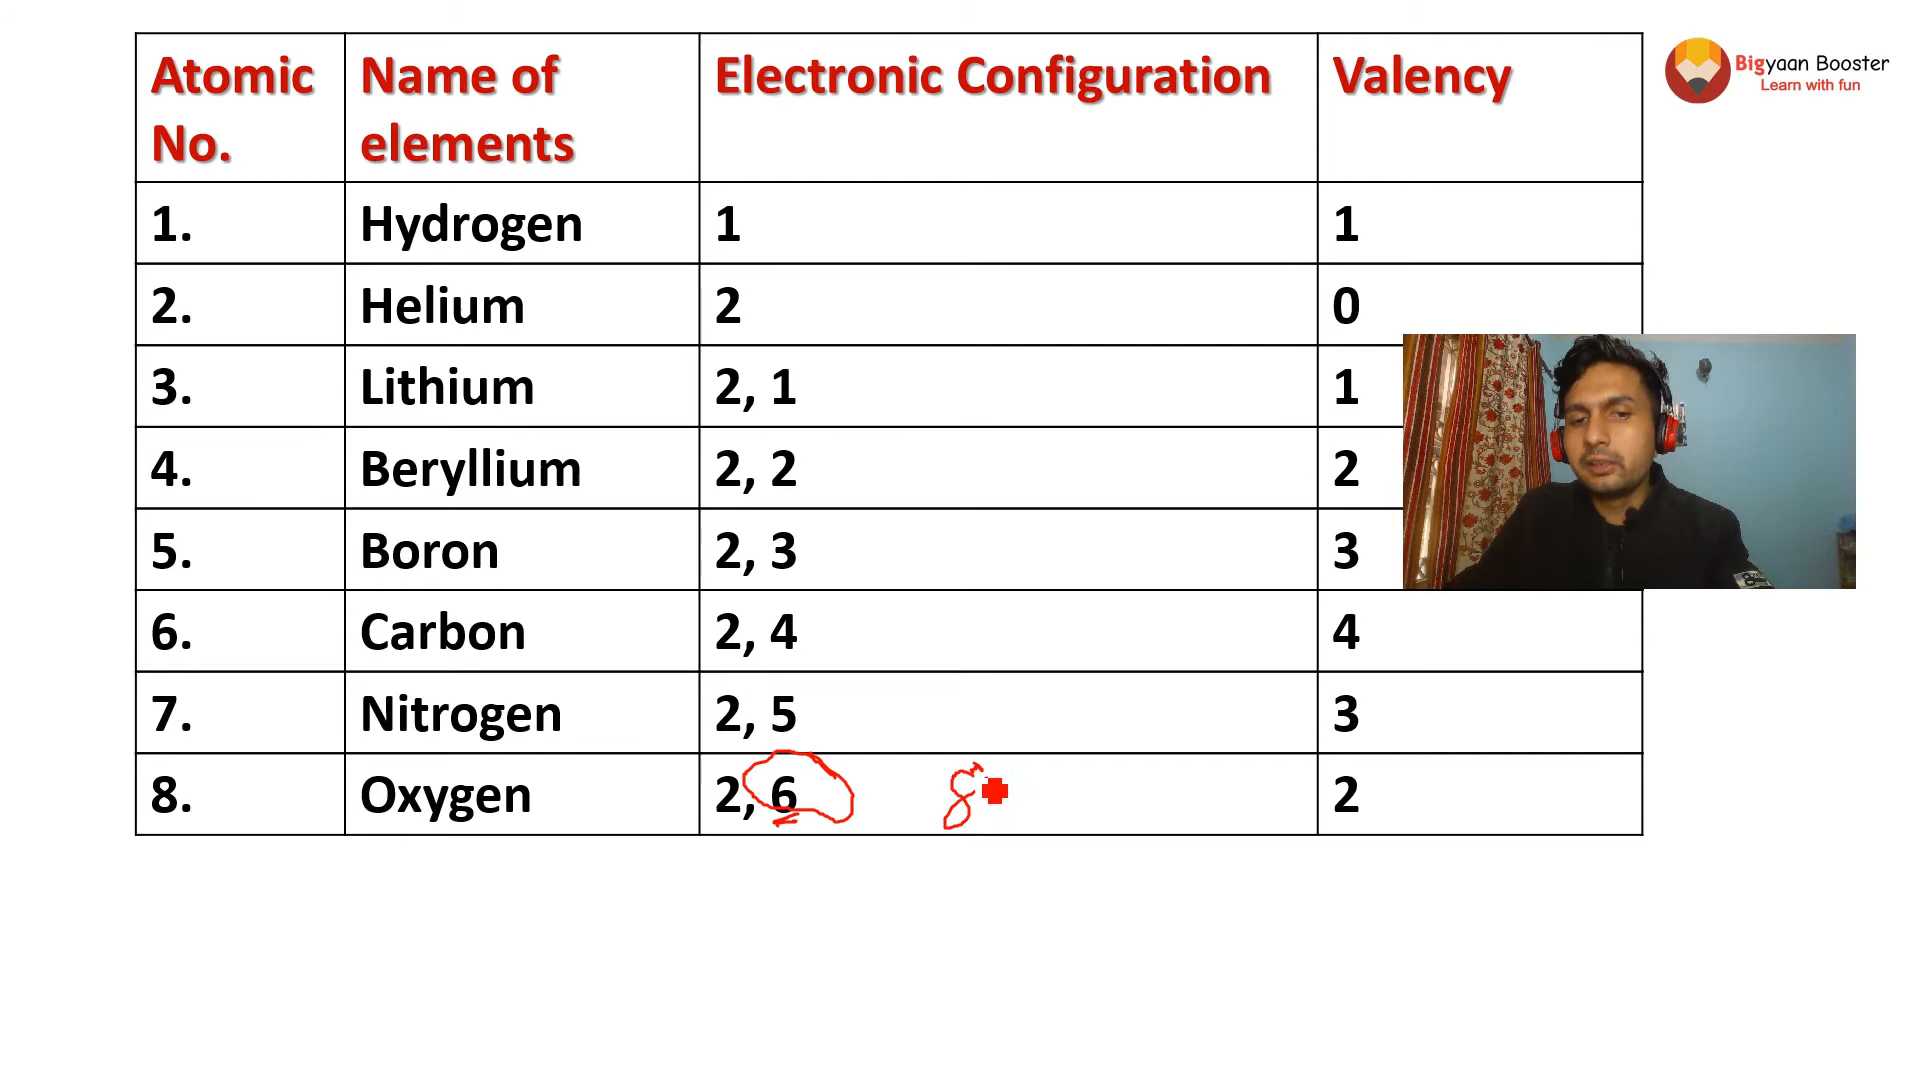 Atomic No. Name of elements Electronic Configuration Valency
1. Hydrogen 1 1
2. Helium 2 0
3. Lithium 2, 1 1
4. Beryllium 2, 2 2
5. Boron 2, 3 3
6. Carbon 2, 4 4
7. Nitrogen 2, 5 3
8. Oxygen 2, 6 8 2
Bigyaan Booster
Learn with fun